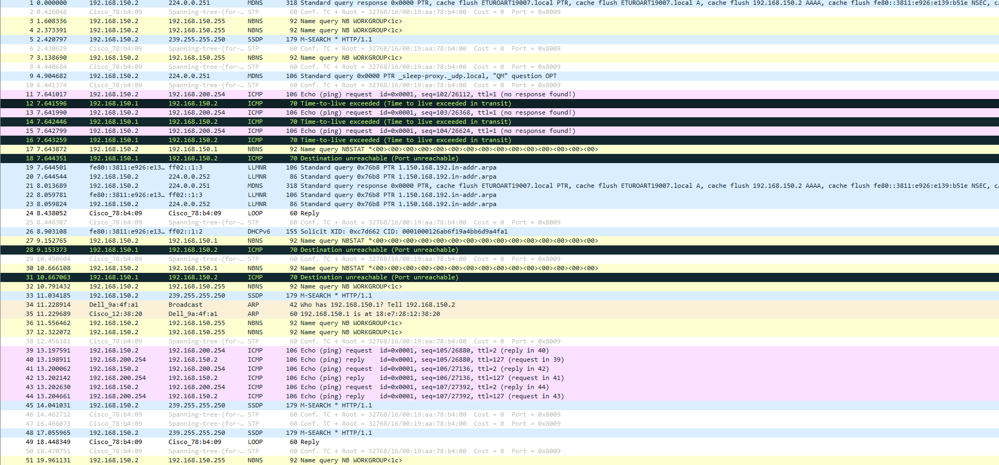 1 0.000000 192.168.150.2 224.0.0.251 MDNS 318 Standard query response 0x0000 PTR, cache flush ETUROART19007.local PTR, cache flush ETUROART19007.local A, cache flush 192.168.150.2 AAAA, cache flush fe80::3811:e926:e139:b51e NSEC, c…
2 0.426048 Cisco_78:b4:09 Spanning-tree-(for-… STP 60 Conf. TC + Root = 32768/16/00:19:aa:78:b4:00 Cost = 0 Port = 0x8009
3 1.608336 192.168.150.2 192.168.150.255 NBNS 92 Name query NB WORKGROUP<1c>
4 2.373391 192.168.150.2 192.168.150.255 NBNS 92 Name query NB WORKGROUP<1c>
5 2.420797 192.168.150.2 239.255.255.250 SSDP 179 M-SEARCH * HTTP/1.1
6 2.430629 Cisco_78:b4:09 Spanning-tree-(for-… STP 60 Conf. TC + Root = 32768/16/00:19:aa:78:b4:00 Cost = 0 Port = 0x8009
7 3.138690 192.168.150.2 192.168.150.255 NBNS 92 Name query NB WORKGROUP<1c>
8 4.440684 Cisco_78:b4:09 Spanning-tree-(for-… STP 60 Conf. TC + Root = 32768/16/00:19:aa:78:b4:00 Cost = 0 Port = 0x8009
9 4.904682 192.168.150.2 224.0.0.251 MDNS 106 Standard query 0x0000 PTR _sleep-proxy._udp.local, "QM" question OPT
10 6.441374 Cisco_78:b4:09 Spanning-tree-(for-… STP 60 Conf. TC + Root = 32768/16/00:19:aa:78:b4:00 Cost = 0 Port = 0x8009
11 7.641017 192.168.150.2 192.168.200.254 ICMP 106 Echo (ping) request id=0x0001, seq=102/26112, ttl=1 (no response found!)
12 7.641596 192.168.150.1 192.168.150.2 ICMP 70 Time-to-live exceeded (Time to live exceeded in transit)
13 7.641990 192.168.150.2 192.168.200.254 ICMP 106 Echo (ping) request id=0x0001, seq=103/26368, ttl=1 (no response found!)
14 7.642446 192.168.150.1 192.168.150.2 ICMP 70 Time-to-live exceeded (Time to live exceeded in transit)
15 7.642799 192.168.150.2 192.168.200.254 ICMP 106 Echo (ping) request id=0x0001, seq=104/26624, ttl=1 (no response found!)
16 7.643259 192.168.150.1 192.168.150.2 ICMP 70 Time-to-live exceeded (Time to live exceeded in transit)
17 7.643872 192.168.150.2 192.168.150.1 NBNS 92 Name query NBSTAT *<00><00><00><00><00><00><00><00><00><00><00><00><00><00><00>
18 7.644351 192.168.150.1 192.168.150.2 ICMP 70 Destination unreachable (Port unreachable)
19 7.644501 fe80::3811:e926:e13… ff02::1:3 LLMNR 106 Standard query 0x76b8 PTR 1.150.168.192.in-addr.arpa
20 7.644544 192.168.150.2 224.0.0.252 LLMNR 86 Standard query 0x76b8 PTR 1.150.168.192.in-addr.arpa
21 8.013689 192.168.150.2 224.0.0.251 MDNS 318 Standard query response 0x0000 PTR, cache flush ETUROART19007.local PTR, cache flush ETUROART19007.local A, cache flush 192.168.150.2 AAAA, cache flush fe80::3811:e926:e139:b51e NSEC, c…
22 8.059781 fe80::3811:e926:e13… ff02::1:3 LLMNR 106 Standard query 0x76b8 PTR 1.150.168.192.in-addr.arpa
23 8.059824 192.168.150.2 224.0.0.252 LLMNR 86 Standard query 0x76b8 PTR 1.150.168.192.in-addr.arpa
24 8.438052 Cisco_78:b4:09 Cisco_78:b4:09 LOOP 60 Reply
25 8.446307 Cisco_78:b4:09 Spanning-tree-(for-… STP 60 Conf. TC + Root = 32768/16/00:19:aa:78:b4:00 Cost = 0 Port = 0x8009
26 8.903108 fe80::3811:e926:e13… ff02::1:2 DHCPv6 155 Solicit XID: 0xc7d662 CID: 0001000126ab6f19a4bb6d9a4fa1
27 9.152765 192.168.150.2 192.168.150.1 NBNS 92 Name query NBSTAT *<00><00><00><00><00><00><00><00><00><00><00><00><00><00><00>
28 9.153373 192.168.150.1 192.168.150.2 ICMP 70 Destination unreachable (Port unreachable)
29 10.450604 Cisco_78:b4:09 Spanning-tree-(for-… STP 60 Conf. TC + Root = 32768/16/00:19:aa:78:b4:00 Cost = 0 Port = 0x8009
30 10.666108 192.168.150.2 192.168.150.1 NBNS 92 Name query NBSTAT *<00><00><00><00><00><00><00><00><00><00><00><00><00><00><00>
31 10.667063 192.168.150.1 192.168.150.2 ICMP 70 Destination unreachable (Port unreachable)
32 10.791432 192.168.150.2 192.168.150.255 NBNS 92 Name query NB WORKGROUP<1c>
33 11.034185 192.168.150.2 239.255.255.250 SSDP 179 M-SEARCH * HTTP/1.1
34 11.228914 Dell_9a:4f:a1 Broadcast ARP 42 Who has 192.168.150.1? Tell 192.168.150.2
35 11.229689 Cisco_12:38:20 Dell_9a:4f:a1 ARP 60 192.168.150.1 is at 18:e7:28:12:38:20
36 11.556462 192.168.150.2 192.168.150.255 NBNS 92 Name query NB WORKGROUP<1c>
37 12.322072 192.168.150.2 192.168.150.255 NBNS 92 Name query NB WORKGROUP<1c>
38 12.456181 Cisco_78:b4:09 Spanning-tree-(for-… STP 60 Conf. TC + Root = 32768/16/00:19:aa:78:b4:00 Cost = 0 Port = 0x8009
39 13.197591 192.168.150.2 192.168.200.254 ICMP 106 Echo (ping) request id=0x0001, seq=105/26880, ttl=2 (reply in 40)
40 13.198911 192.168.200.254 192.168.150.2 ICMP 106 Echo (ping) reply id=0x0001, seq=105/26880, ttl=127 (request in 39)
41 13.200062 192.168.150.2 192.168.200.254 ICMP 106 Echo (ping) request id=0x0001, seq=106/27136, ttl=2 (reply in 42)
42 13.202142 192.168.200.254 192.168.150.2 ICMP 106 Echo (ping) reply id=0x0001, seq=106/27136, ttl=127 (request in 41)
43 13.202630 192.168.150.2 192.168.200.254 ICMP 106 Echo (ping) request id=0x0001, seq=107/27392, ttl=2 (reply in 44)
44 13.204661 192.168.200.254 192.168.150.2 ICMP 106 Echo (ping) reply id=0x0001, seq=107/27392, ttl=127 (request in 43)
45 14.041031 192.168.150.2 239.255.255.250 SSDP 179 M-SEARCH * HTTP/1.1
46 14.462712 Cisco_78:b4:09 Spanning-tree-(for-… STP 60 Conf. TC + Root = 32768/16/00:19:aa:78:b4:00 Cost = 0 Port = 0x8009
47 16.466073 Cisco_78:b4:09 Spanning-tree-(for-… STP 60 Conf. TC + Root = 32768/16/00:19:aa:78:b4:00 Cost = 0 Port = 0x8009
48 17.055965 192.168.150.2 239.255.255.250 SSDP 179 M-SEARCH * HTTP/1.1
49 18.448349 Cisco_78:b4:09 Cisco_78:b4:09 LOOP 60 Reply
50 18.470751 Cisco_78:b4:09 Spanning-tree-(for-… STP 60 Conf. TC + Root = 32768/16/00:19:aa:78:b4:00 Cost = 0 Port = 0x8009
51 19.961131 192.168.150.2 192.168.150.255 NBNS 92 Name query NB WORKGROUP<1c>